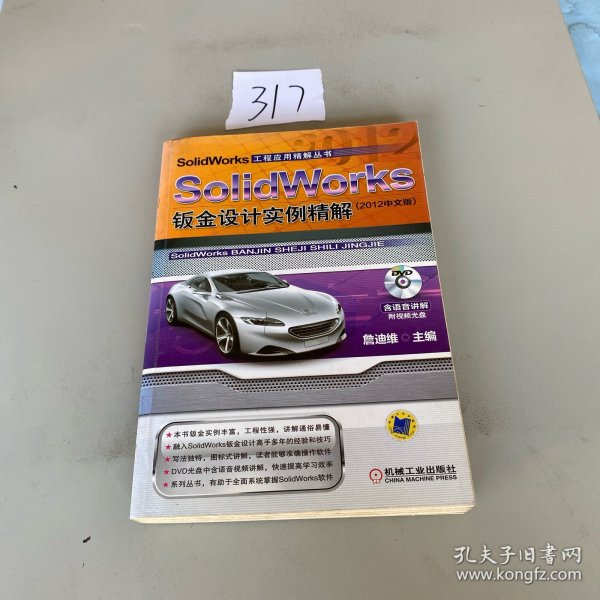 317
2012
SolidWorks 工程应用精解丛书
SolidWorks
钣金设计实例精解(2012中文版)
SolidWorks BANJIN SHEJI SHILI JINGJIE
DVD
含语音讲解
附视频光盘
詹迪维 主编
★ 本书钣金实例丰富，工程性强，讲解通俗易懂
★ 融入SolidWorks钣金设计高手多年的经验和技巧
★ 写法独特，图标式讲解，读者能够准确操作软件
★ DVD光盘中含语音视频讲解，快速提高学习效率
★ 系列丛书，有助于全面系统掌握SolidWorks软件
机械工业出版社
CHINA MACHINE PRESS
孔夫子旧书网
www.kongfz.com